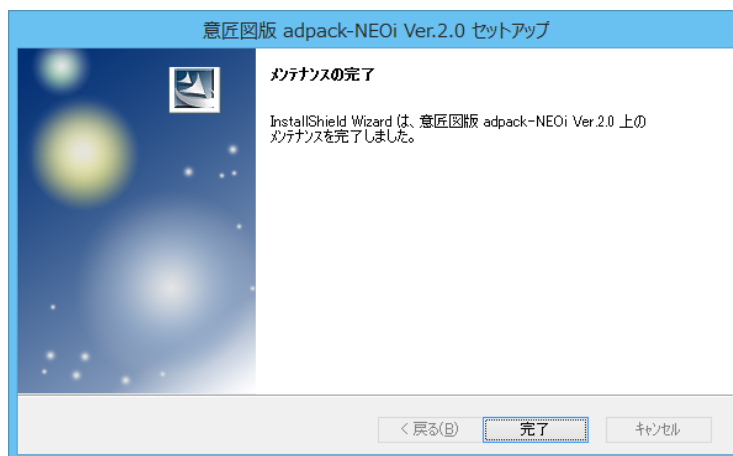 意匠図版 adpack-NEOi Ver.2.0 セットアップ
メンテナンスの完了
InstallShield Wizard は、意匠図版 adpack-NEOi Ver.2.0 上の
メンテナンスを完了しました。
< 戻る(B)
完了
キャンセル